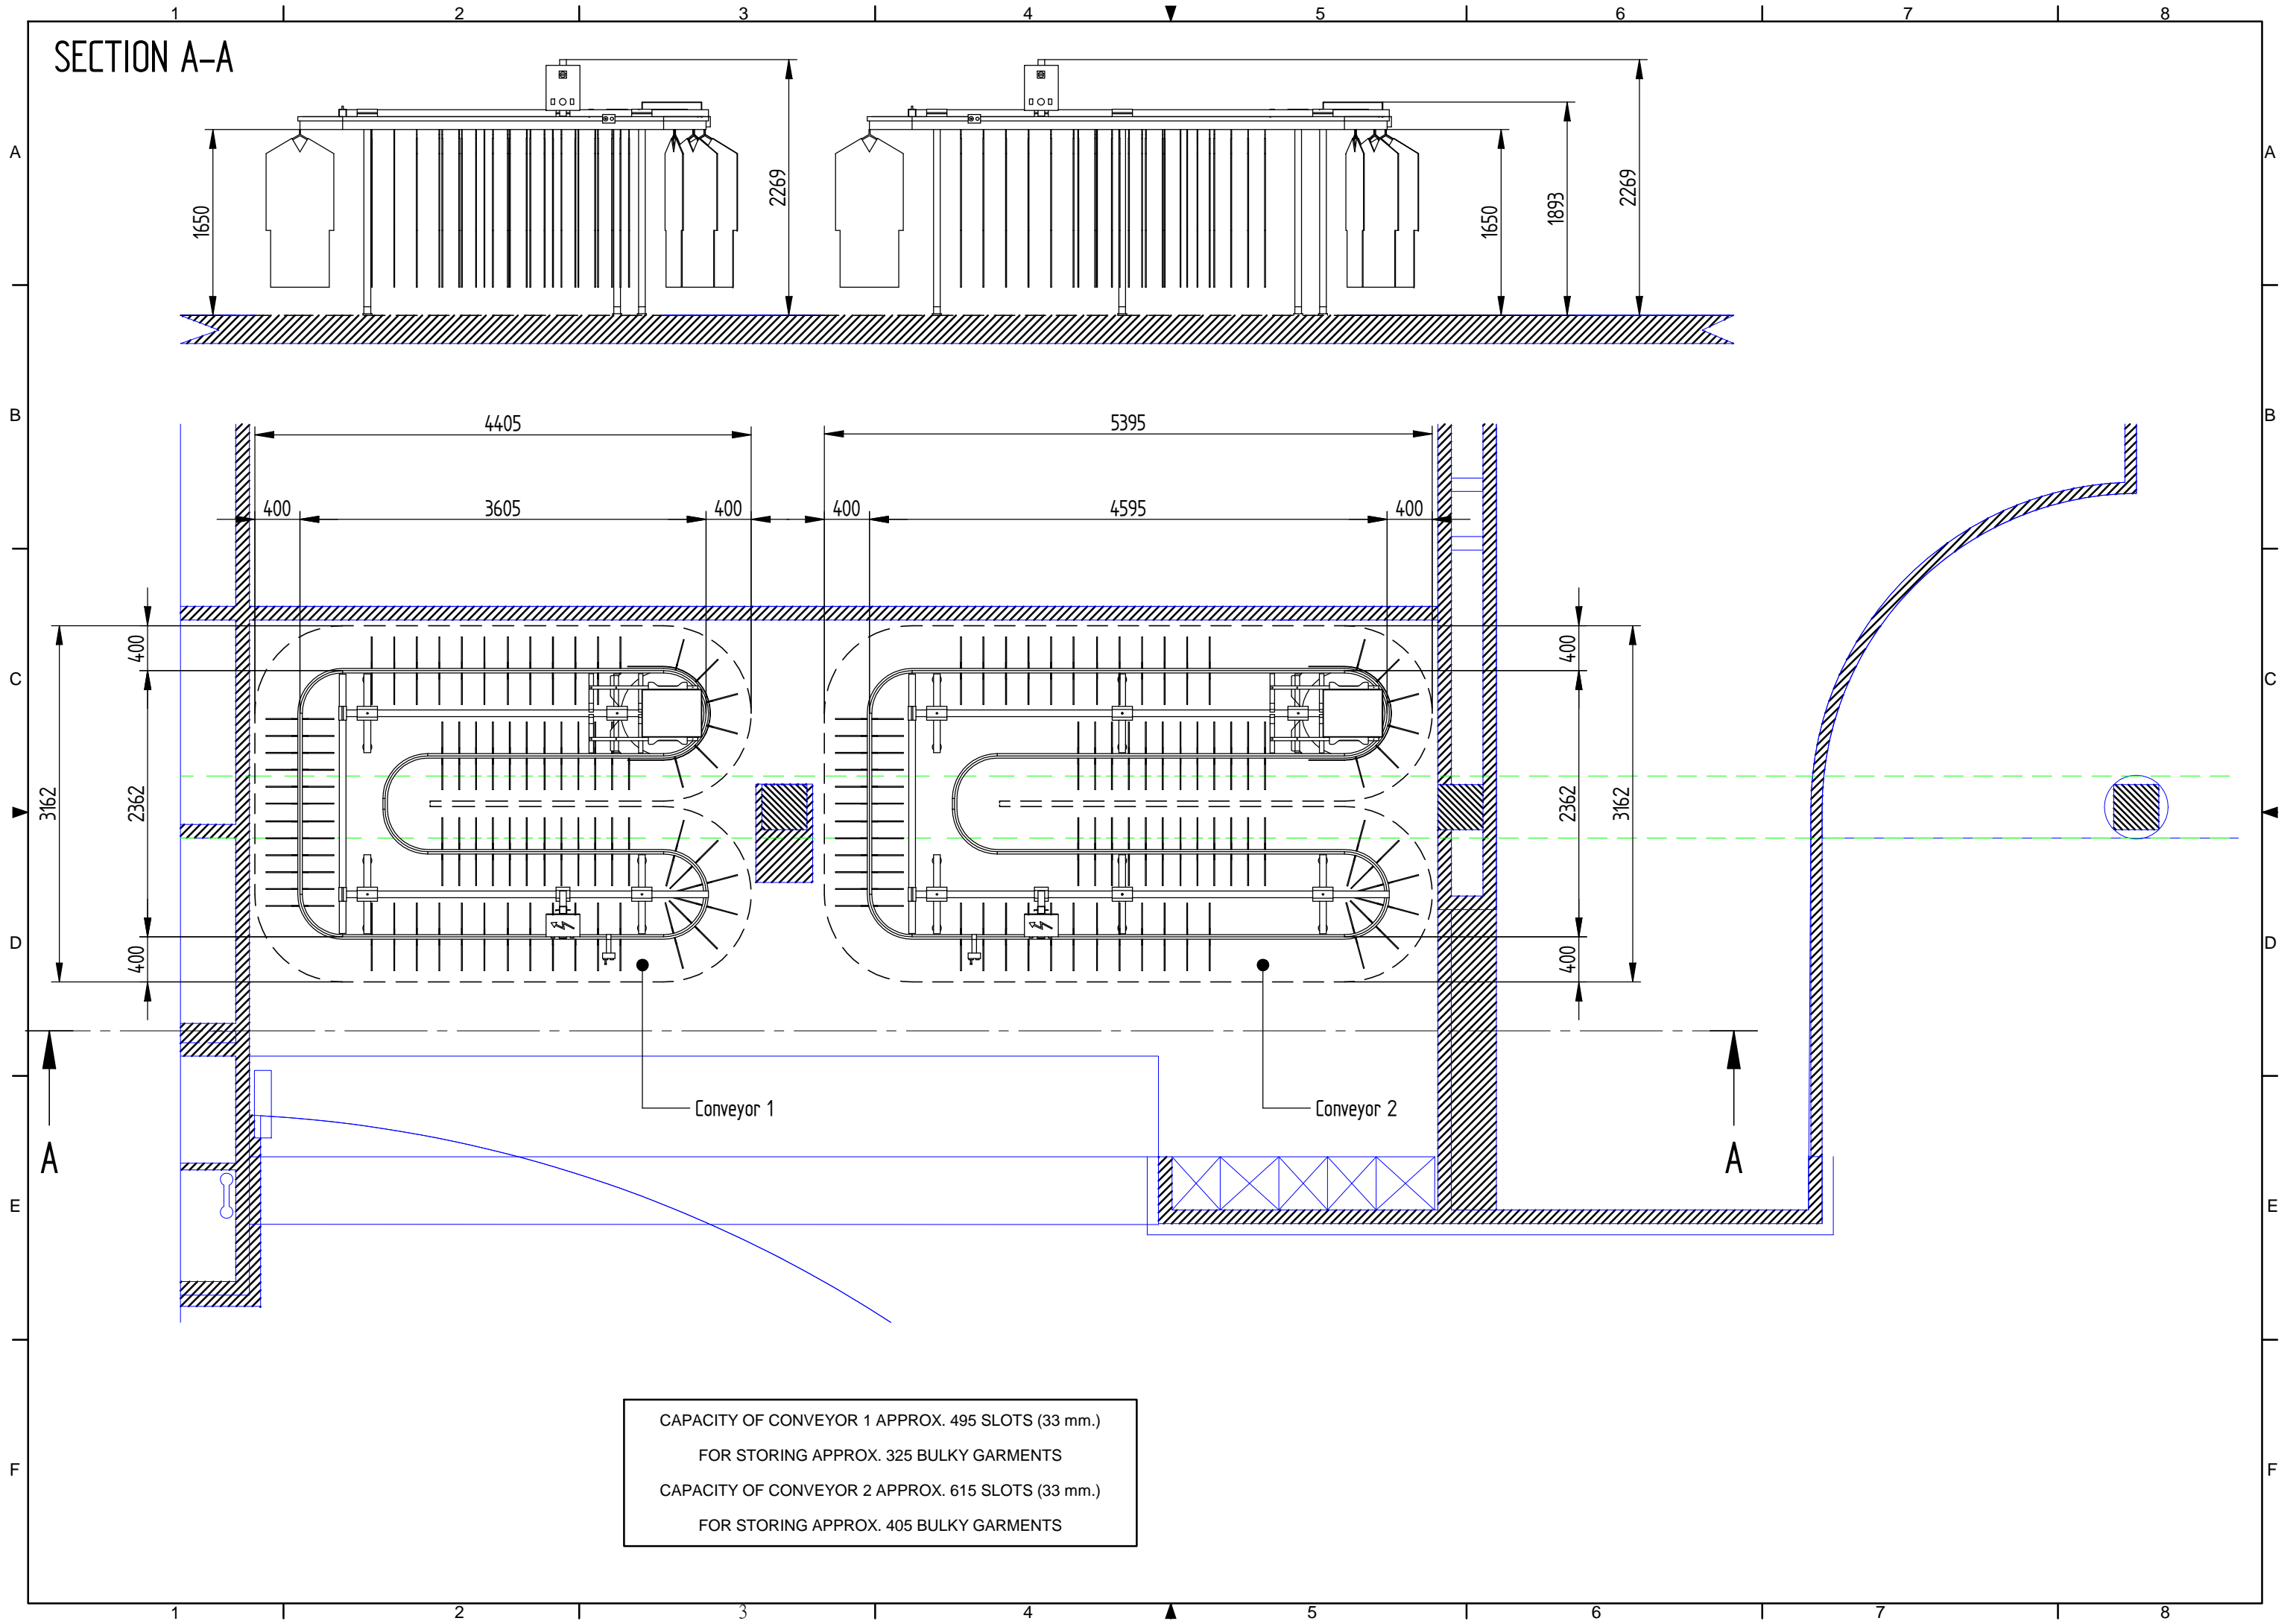 1 2 3 4 5 6 7 8
SECTION A-A
A A
1650 2269 1650 1893 2269
B B
4405 5395
400 3605 400 400 4595 400
400 400
C C
3162 2362 2362 3162
D D
400 400
Conveyor 1 Conveyor 2
A A
E E
CAPACITY OF CONVEYOR 1 APPROX. 495 SLOTS (33 mm.)
FOR STORING APPROX. 325 BULKY GARMENTS
CAPACITY OF CONVEYOR 2 APPROX. 615 SLOTS (33 mm.)
FOR STORING APPROX. 405 BULKY GARMENTS
F F
1 2 3 4 5 6 7 8